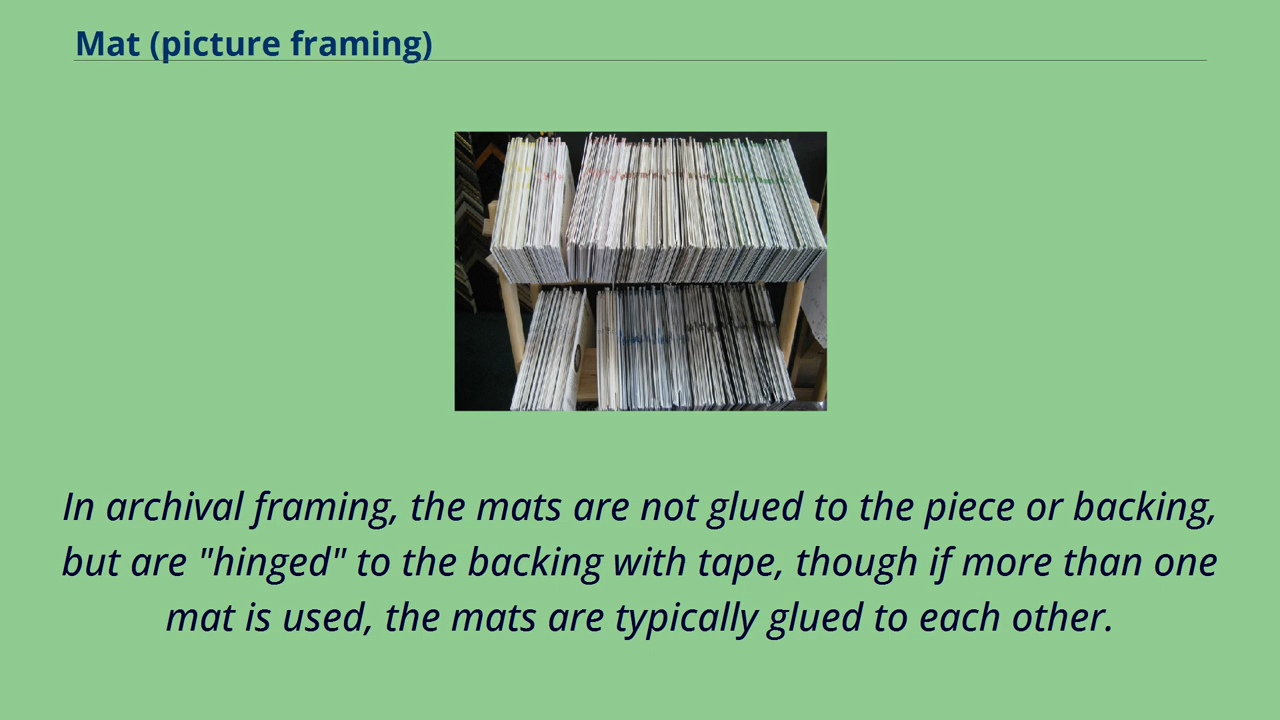 Mat (picture framing)
In archival framing, the mats are not glued to the piece or backing,
but are "hinged" to the backing with tape, though if more than one
mat is used, the mats are typically glued to each other.